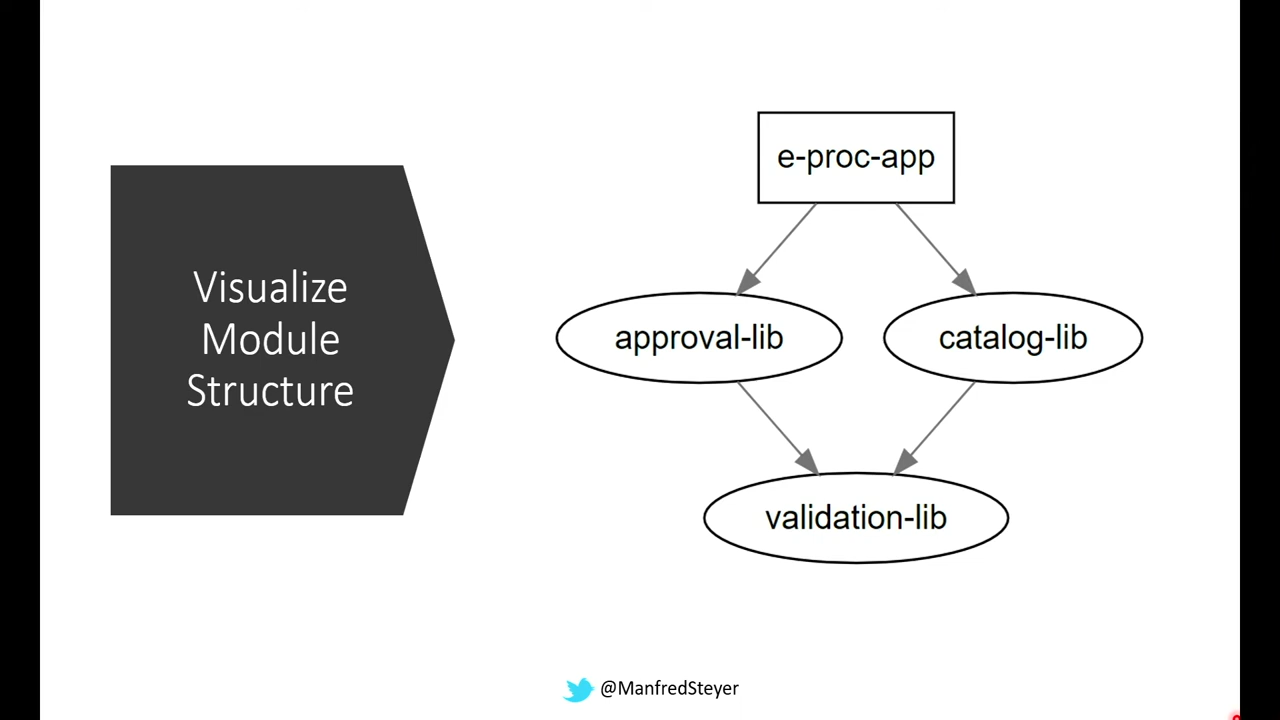 Visualize
Module
Structure
e-proc-app
approval-lib
catalog-lib
validation-lib
@ManfredSteyer